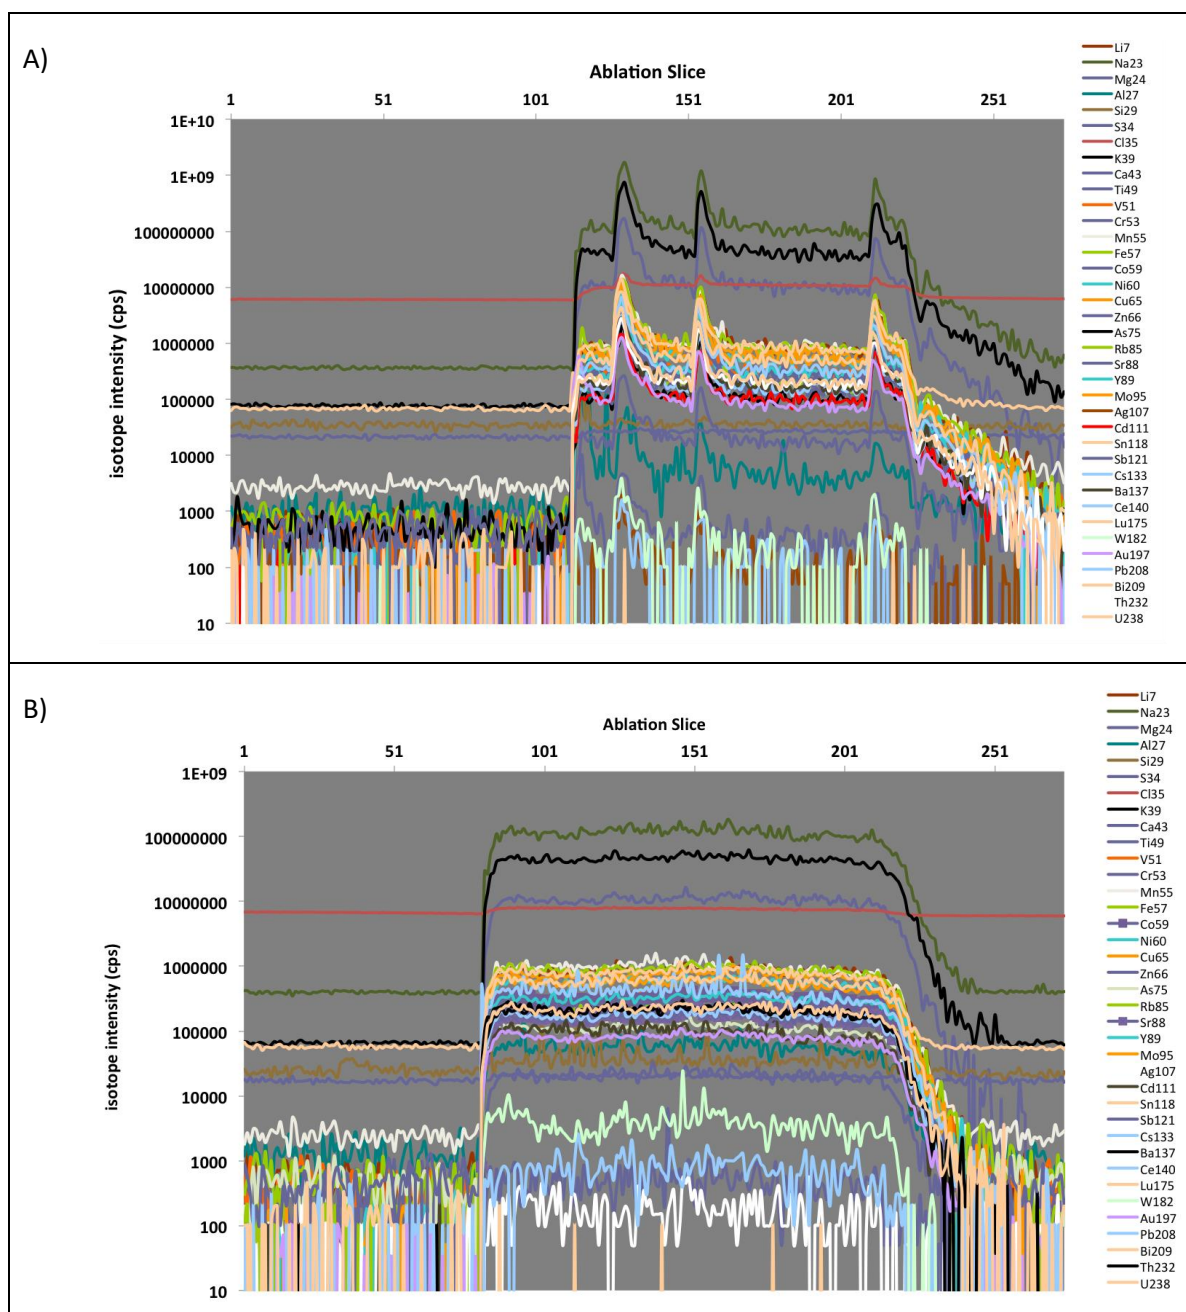 A)
Ablation Slice
1 51 101 151 201 251
1E+10
1E+09
100000000
10000000
1000000
100000
10000
1000
100
10
isotope intensity (cps)
Li7
Na23
Mg24
Al27
Si29
S34
Cl35
K39
Ca43
Ti49
V51
Cr53
Mn55
Fe57
Co59
Ni60
Cu65
Zn66
As75
Rb85
Sr88
Y89
Mo95
Ag107
Cd111
Sn118
Sb121
Cs133
Ba137
Ce140
Lu175
W182
Au197
Pb208
Bi209
Th232
U238
B)
Ablation Slice
1 51 101 151 201 251
1E+09
100000000
10000000
1000000
100000
10000
1000
100
10
isotope intensity (cps)
Li7
Na23
Mg24
Al27
Si29
S34
Cl35
K39
Ca43
Ti49
V51
Cr53
Mn55
Fe57
Co59
Ni60
Cu65
Zn66
As75
Rb85
Sr88
Y89
Mo95
Ag107
Cd111
Sn118
Sb121
Cs133
Ba137
Ce140
Lu175
W182
Au197
Pb208
Bi209
Th232
U238